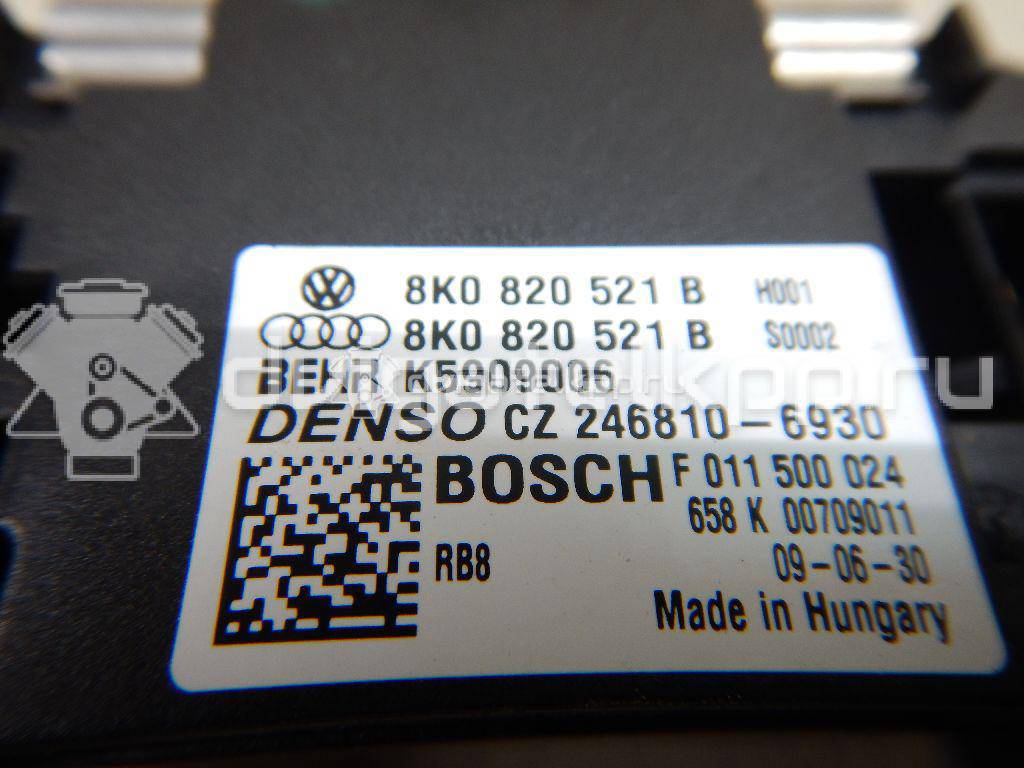 8K0 820 521 B H001
8K0 820 521 B S0002
BEHR K5009006
DENSO CZ 246810-6930
BOSCH F 011 500 024
658 K 00709011
RB8 09-06-30
Made in Hungary